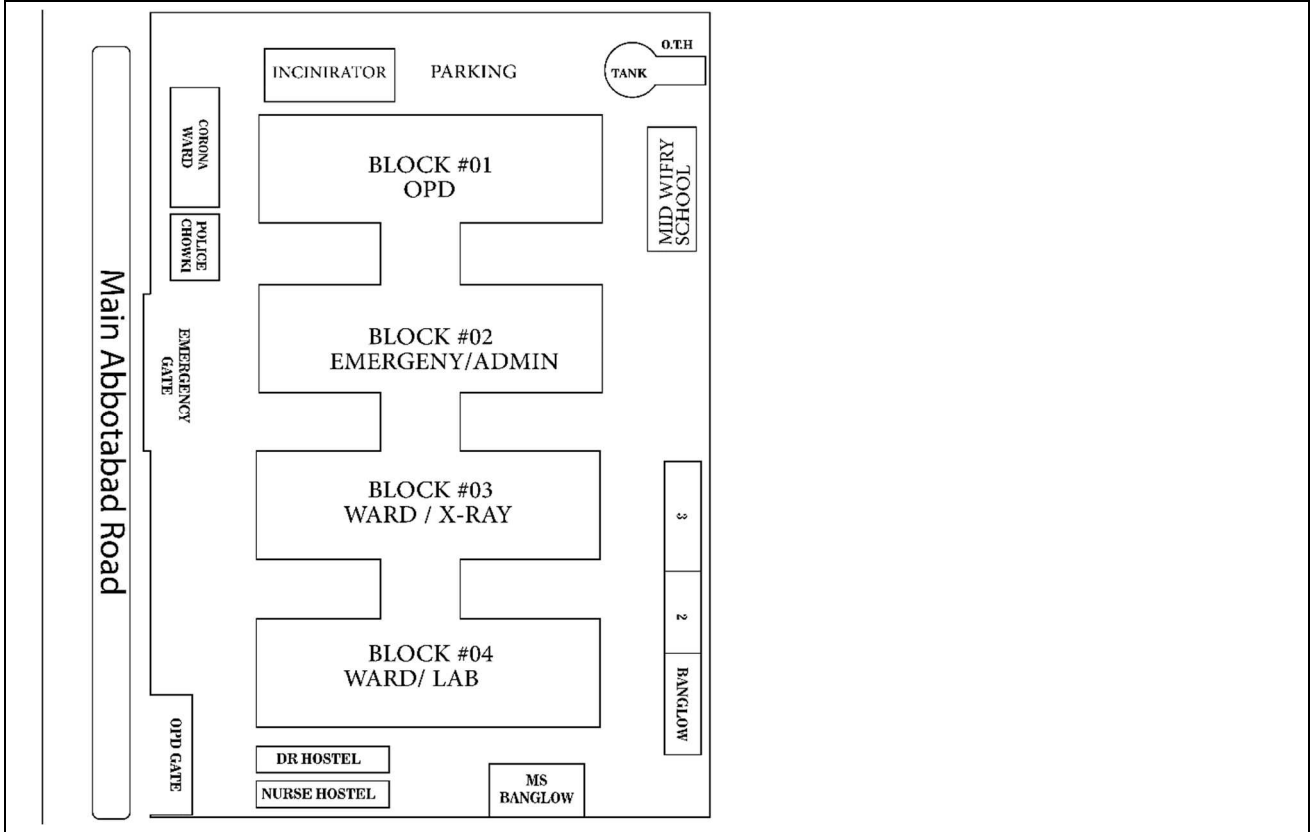 O.T.H
INCINIRATOR
PARKING
TANK
CORONA
WARD
BLOCK #01
OPD
MID WIFRY
SCHOOL
POLICE
CHOWKI
Main Abbotabad Road
EMERGENCY
GATE
BLOCK #02
EMERGENY/ADMIN
BLOCK #03
WARD / X-RAY
3
2
BLOCK #04
WARD/ LAB
BANGLOW
OPD GATE
DR HOSTEL
NURSE HOSTEL
MS
BANGLOW